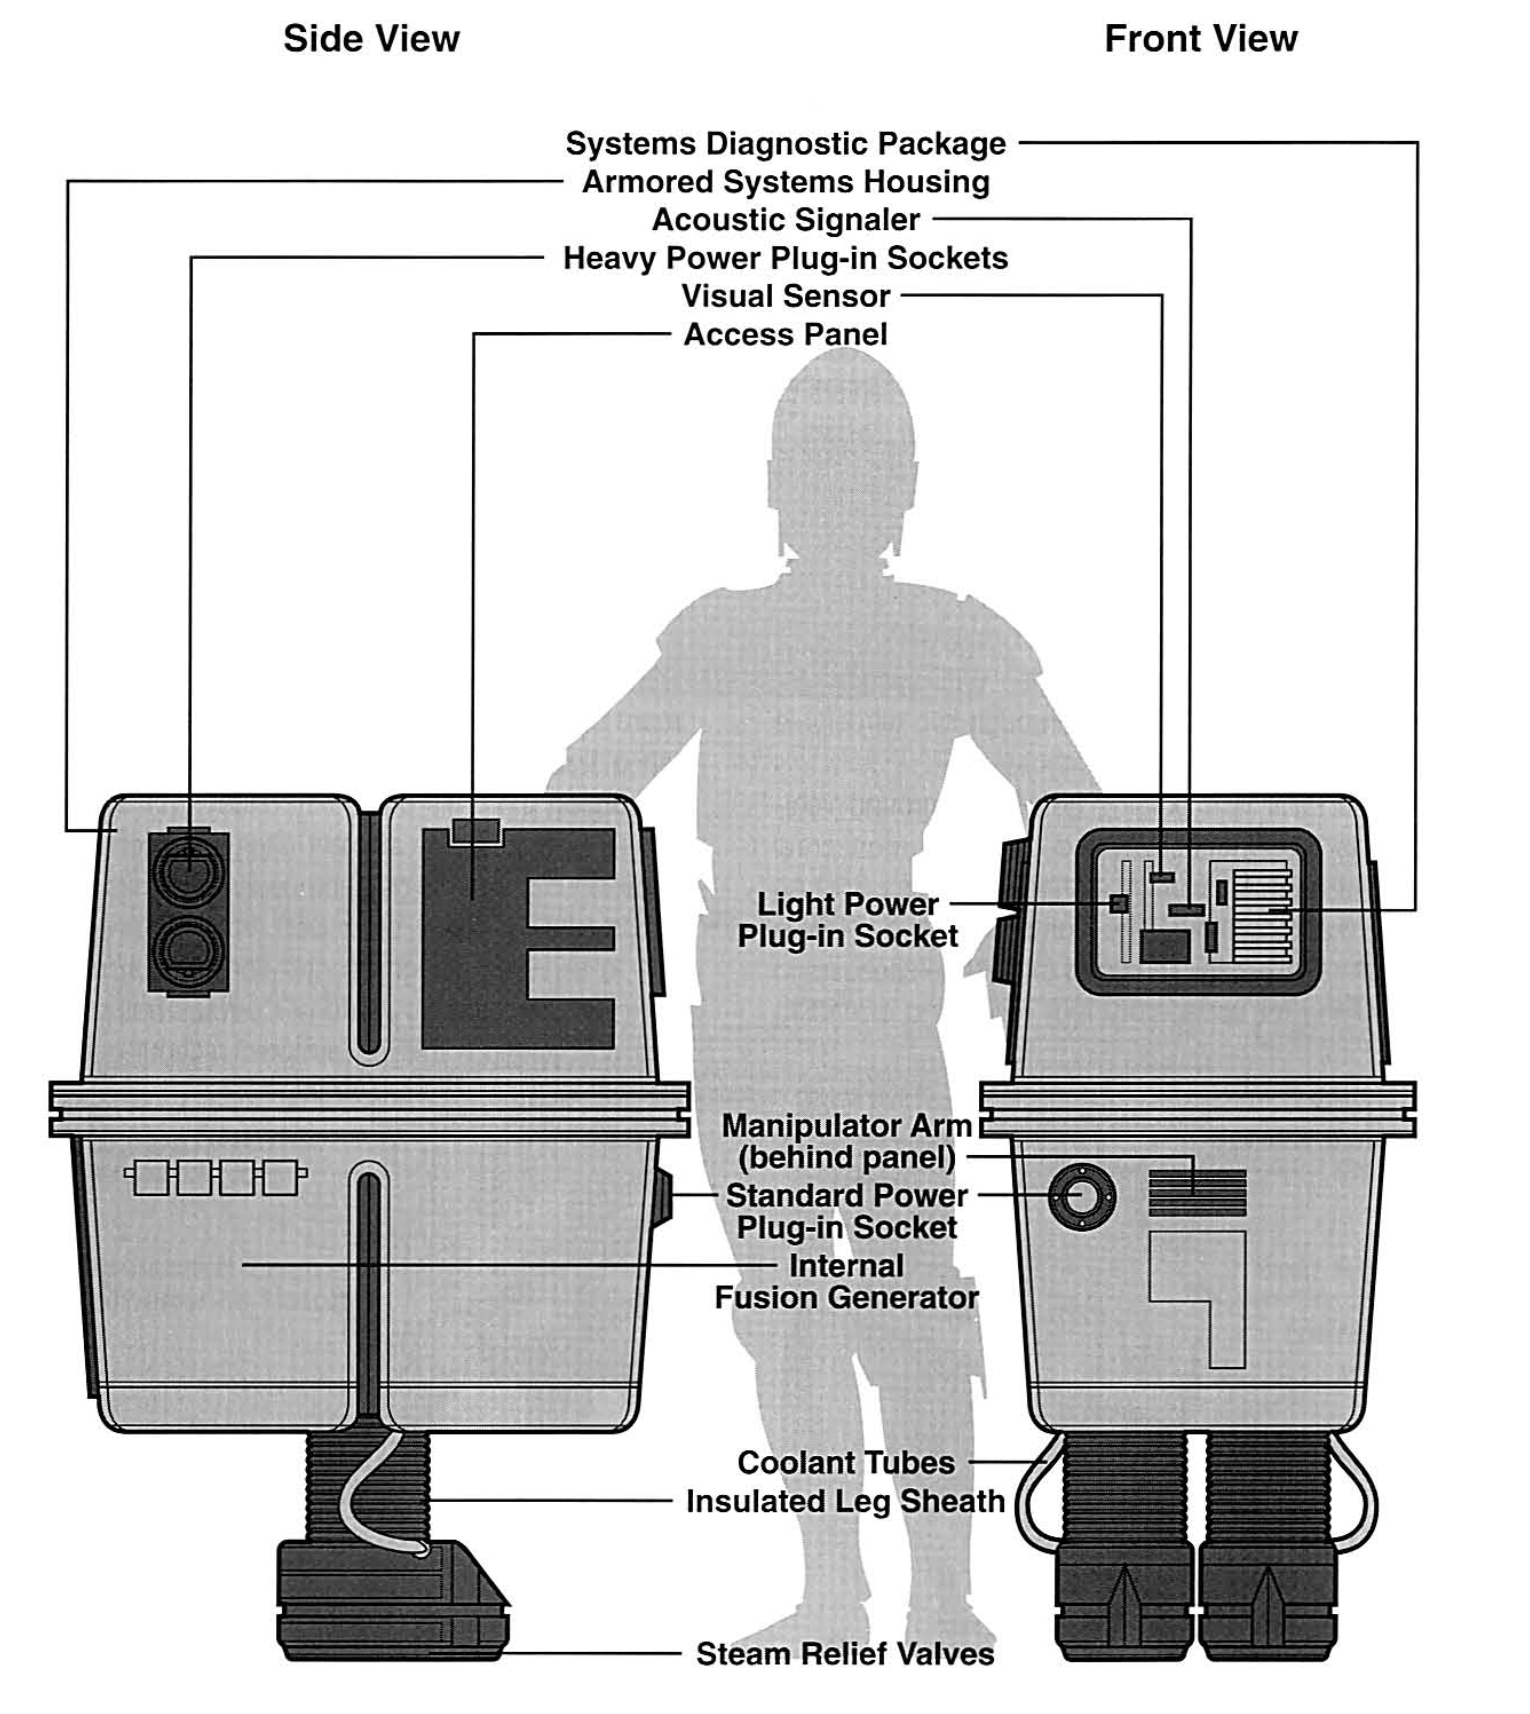 Side View
Front View
Systems Diagnostic Package
Armored Systems Housing
Acoustic Signaler
Heavy Power Plug-in Sockets
Visual Sensor
Access Panel
Light Power
Plug-in Socket
Manipulator Arm
(behind panel)
Standard Power
Plug-in Socket
Internal
Fusion Generator
Coolant Tubes
Insulated Leg Sheath
Steam Relief Valves